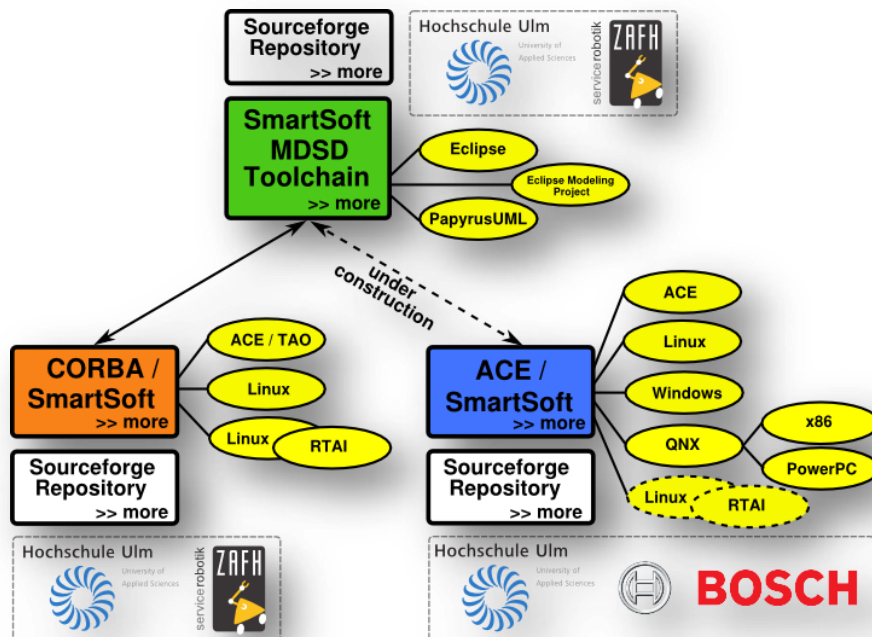 Sourceforge
Repository
>> more
Hochschule Ulm
University of
Applied Sciences
servicerobotik
ZAFH
SmartSoft
MDSD
Toolchain
>> more
Eclipse
Eclipse Modeling
Project
PapyrusUML
under
construction
CORBA /
SmartSoft
>> more
ACE / TAO
Linux
Linux
RTAI
Sourceforge
Repository
>> more
Hochschule Ulm
University of
Applied Sciences
servicerobotik
ZAFH
ACE /
SmartSoft
>> more
ACE
Linux
Windows
QNX
x86
PowerPC
Linux
RTAI
Sourceforge
Repository
>> more
Hochschule Ulm
University of
Applied Sciences
BOSCH